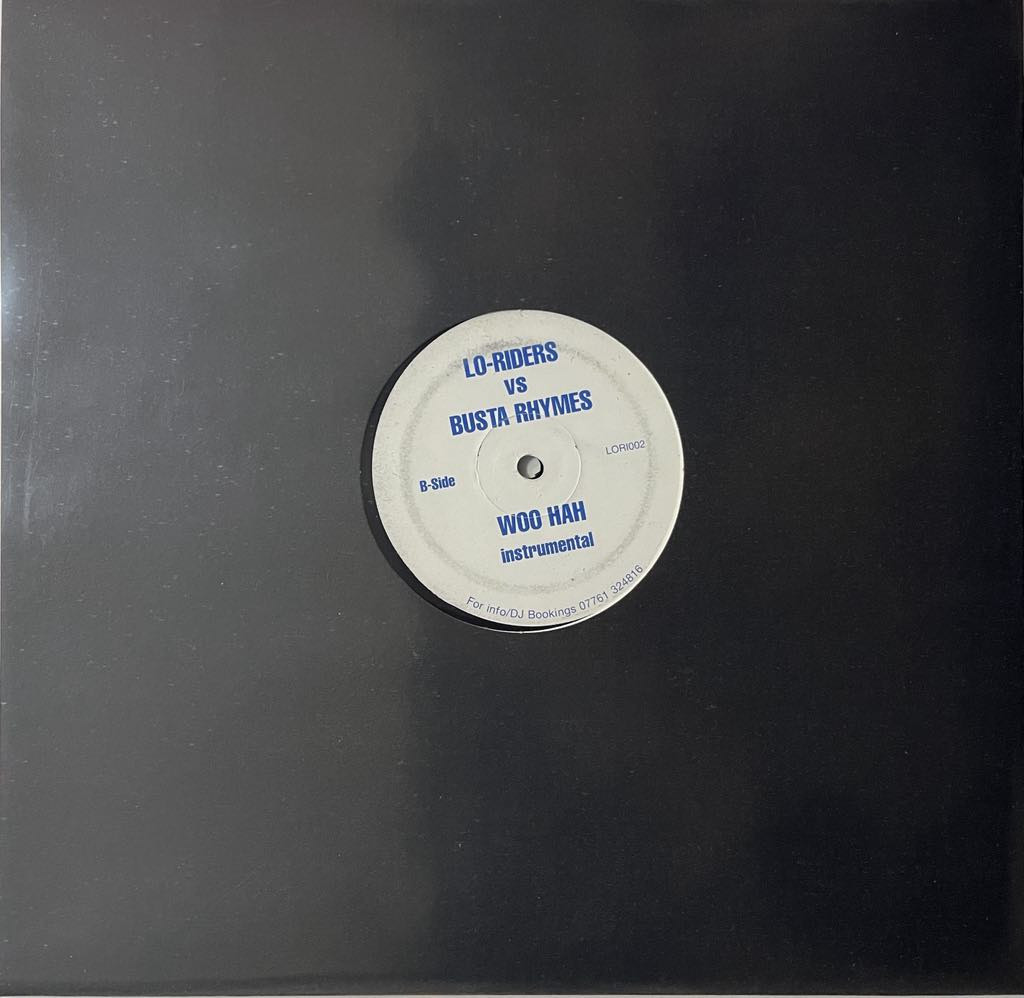 LO-RIDERS
VS
BUSTA RHYMES
LORI002
B-Side
WOO HAH
instrumental
For info/DJ Bookings 07761 324816